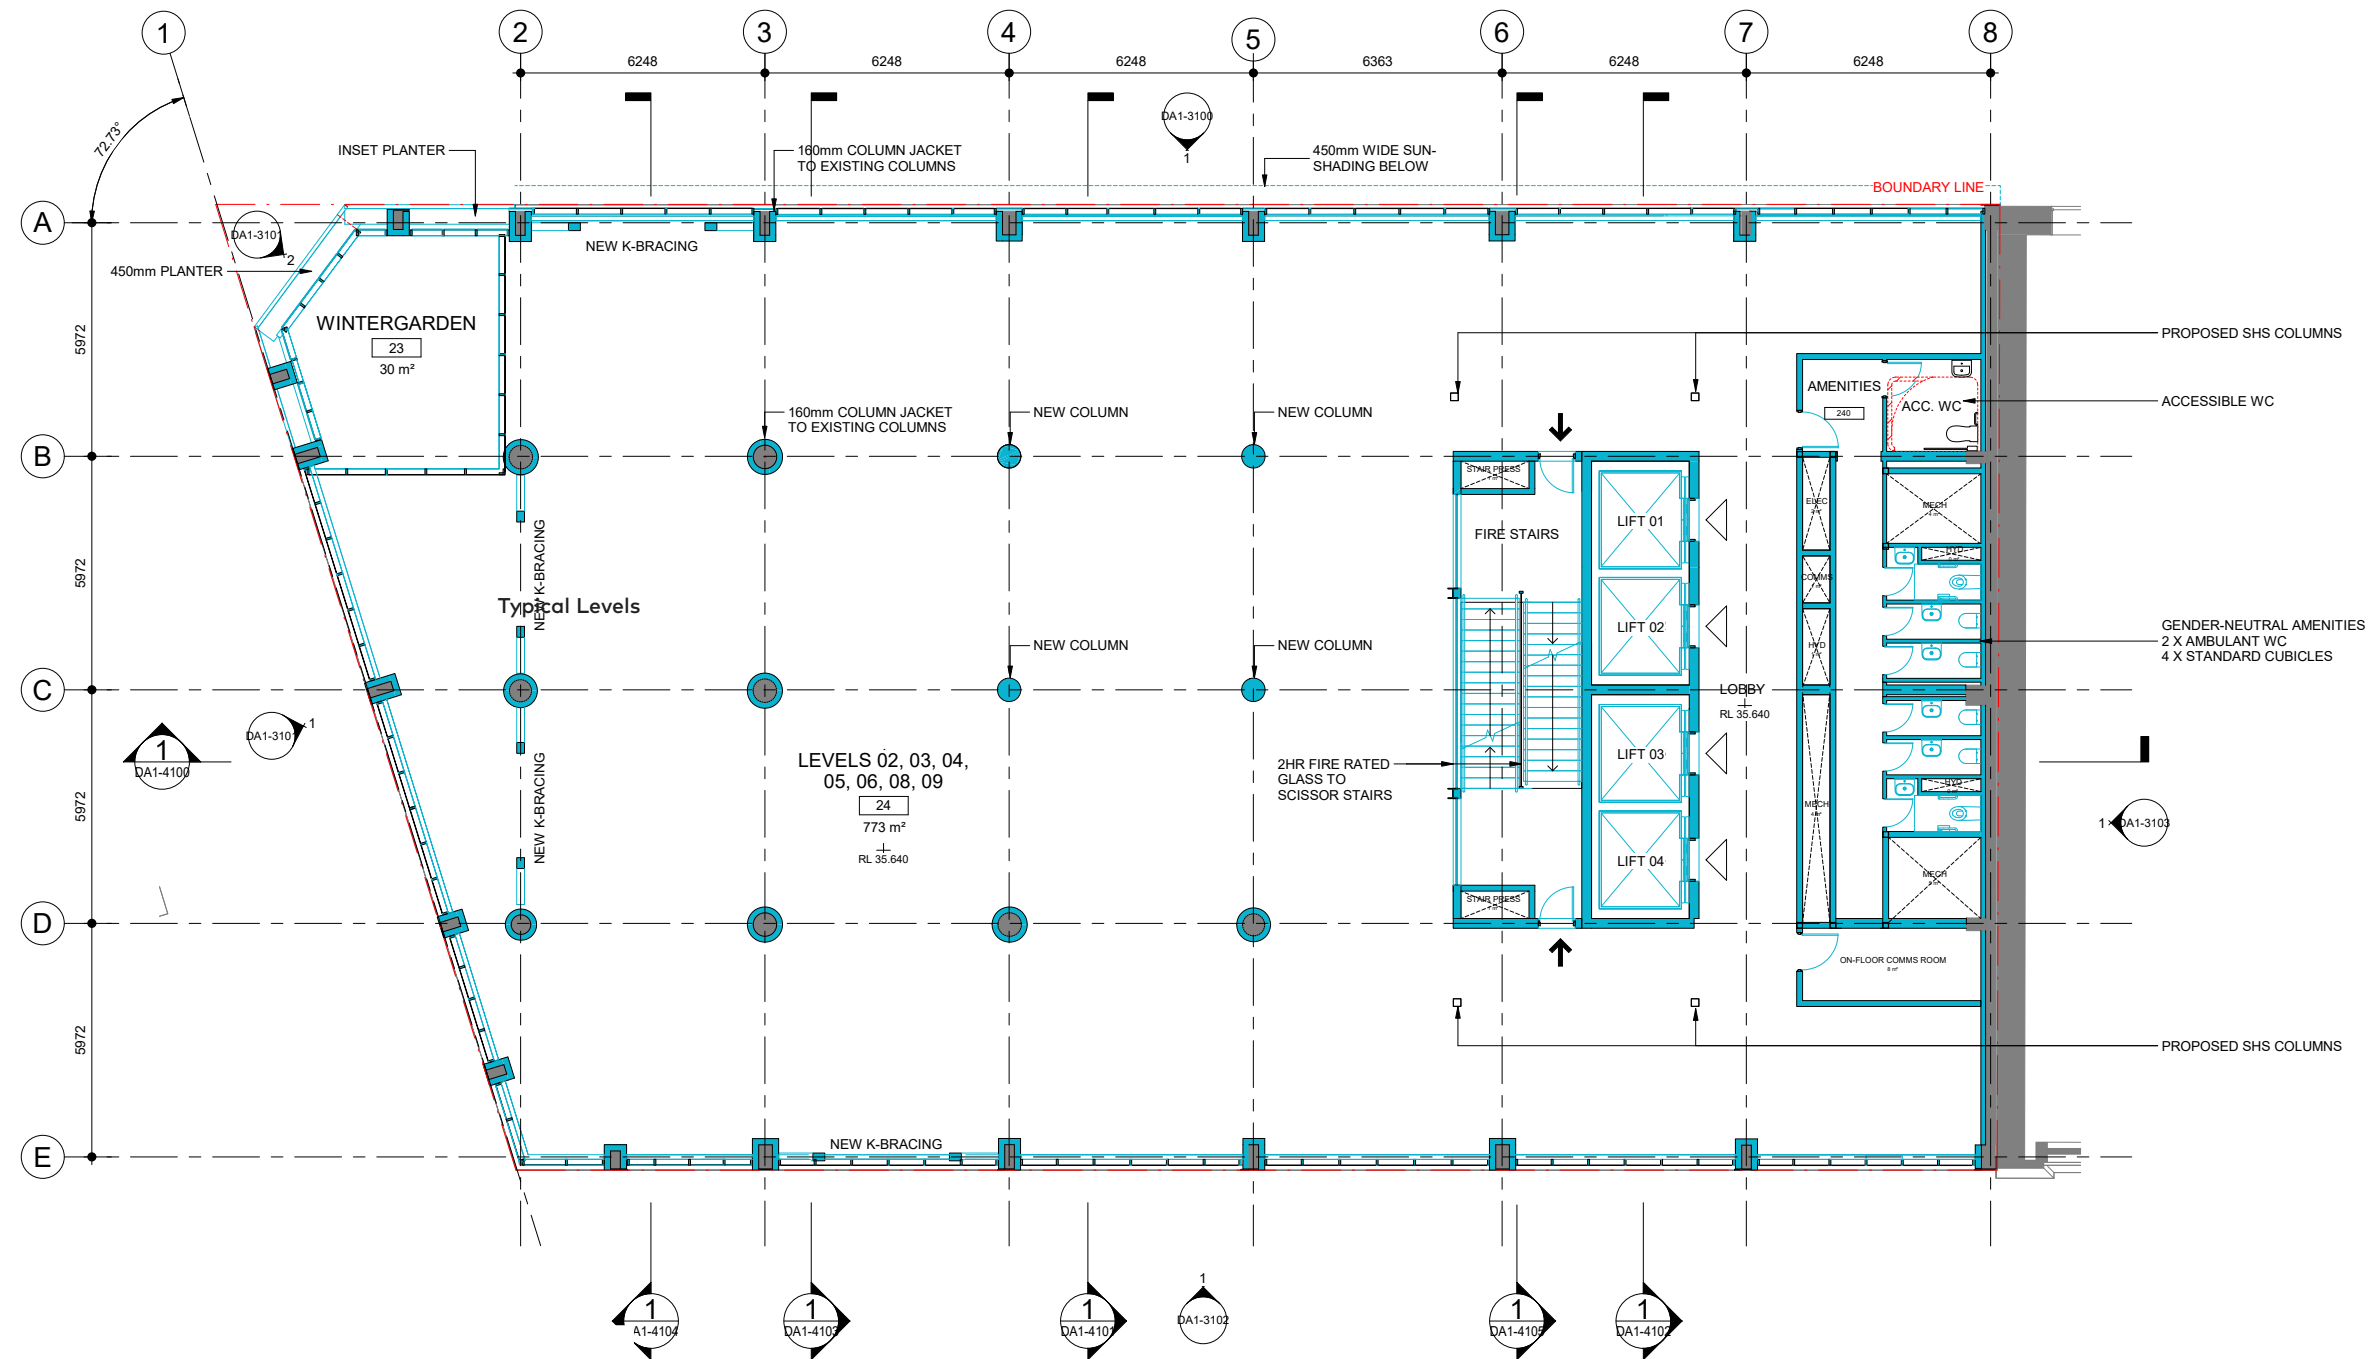 1
2
3
4
5
6
7
8
6248
6248
6248
6363
6248
6248
72.73°
DA1-3100
1
INSET PLANTER
160mm COLUMN JACKET
TO EXISTING COLUMNS
450mm WIDE SUN-
SHADING BELOW
BOUNDARY LINE
A
DA1-3101
2
NEW K-BRACING
450mm PLANTER
WINTERGARDEN
23
30 m²
5972
PROPOSED SHS COLUMNS
AMENITIES
240
ACC. WC
ACCESSIBLE WC
160mm COLUMN JACKET
TO EXISTING COLUMNS
NEW COLUMN
NEW COLUMN
B
STAIR PRESS
ELEC
MECH
LIFT 01
FIRE STAIRS
NEW K-BRACING
HYD
5972
COMMS
Typical Levels
LIFT 02
HYD
NEW COLUMN
NEW COLUMN
GENDER-NEUTRAL AMENITIES
2 X AMBULANT WC
4 X STANDARD CUBICLES
C
LOBBY
RL 35.640
DA1-3101
1
1
DA1-4100
LEVELS 02, 03, 04,
05, 06, 08, 09
24
773 m²
RL 35.640
2HR FIRE RATED
GLASS TO
SCISSOR STAIRS
LIFT 03
NEW K-BRACING
5972
HYD
MECH
1
DA1-3103
LIFT 04
MECH
STAIR PRESS
D
ON-FLOOR COMMS ROOM
8 m²
5972
PROPOSED SHS COLUMNS
E
NEW K-BRACING
1
A1-4104
1
DA1-4103
1
DA1-4101
1
DA1-3102
1
DA1-4105
1
DA1-4102